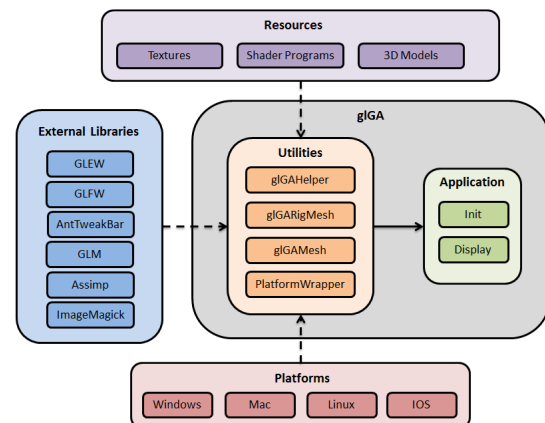 Resources
Textures
Shader Programs
3D Models
glGA
External Libraries
GLEW
GLFW
AntTweakBar
GLM
Assimp
ImageMagick
Utilities
glGAHelper
glGARigMesh
glGAMesh
PlatformWrapper
Application
Init
Display
Platforms
Windows
Mac
Linux
IOS